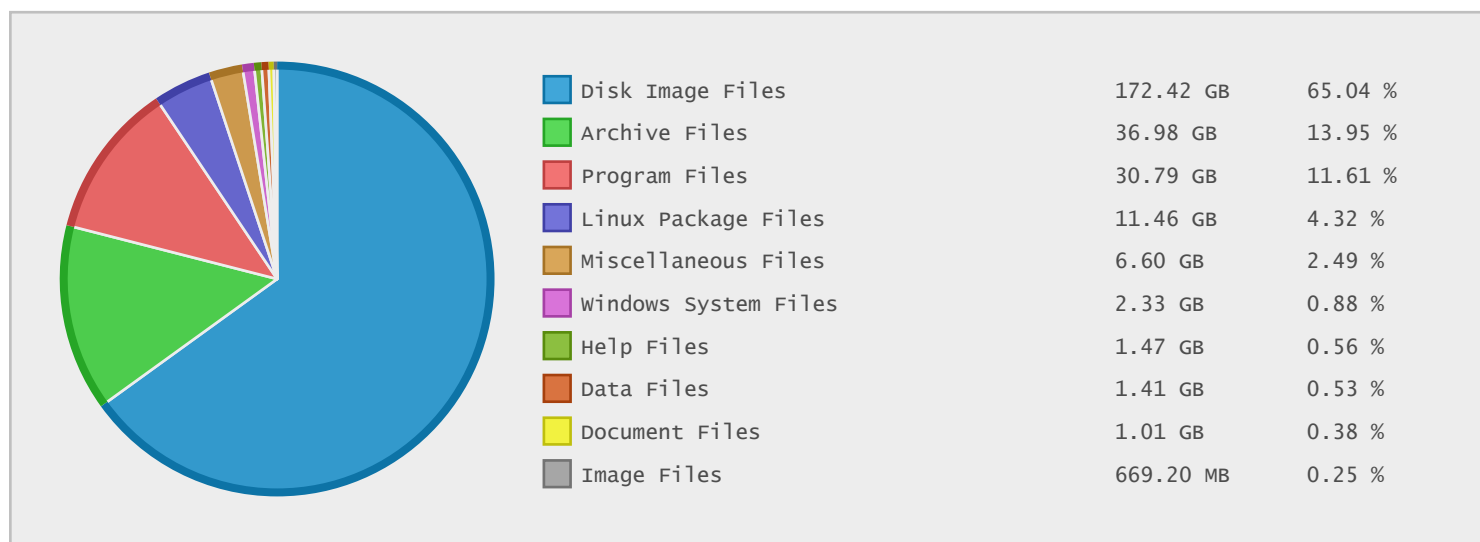 Disk Image Files 172.42 GB 65.04 %
Archive Files 36.98 GB 13.95 %
Program Files 30.79 GB 11.61 %
Linux Package Files 11.46 GB 4.32 %
Miscellaneous Files 6.60 GB 2.49 %
Windows System Files 2.33 GB 0.88 %
Help Files 1.47 GB 0.56 %
Data Files 1.41 GB 0.53 %
Document Files 1.01 GB 0.38 %
Image Files 669.20 MB 0.25 %